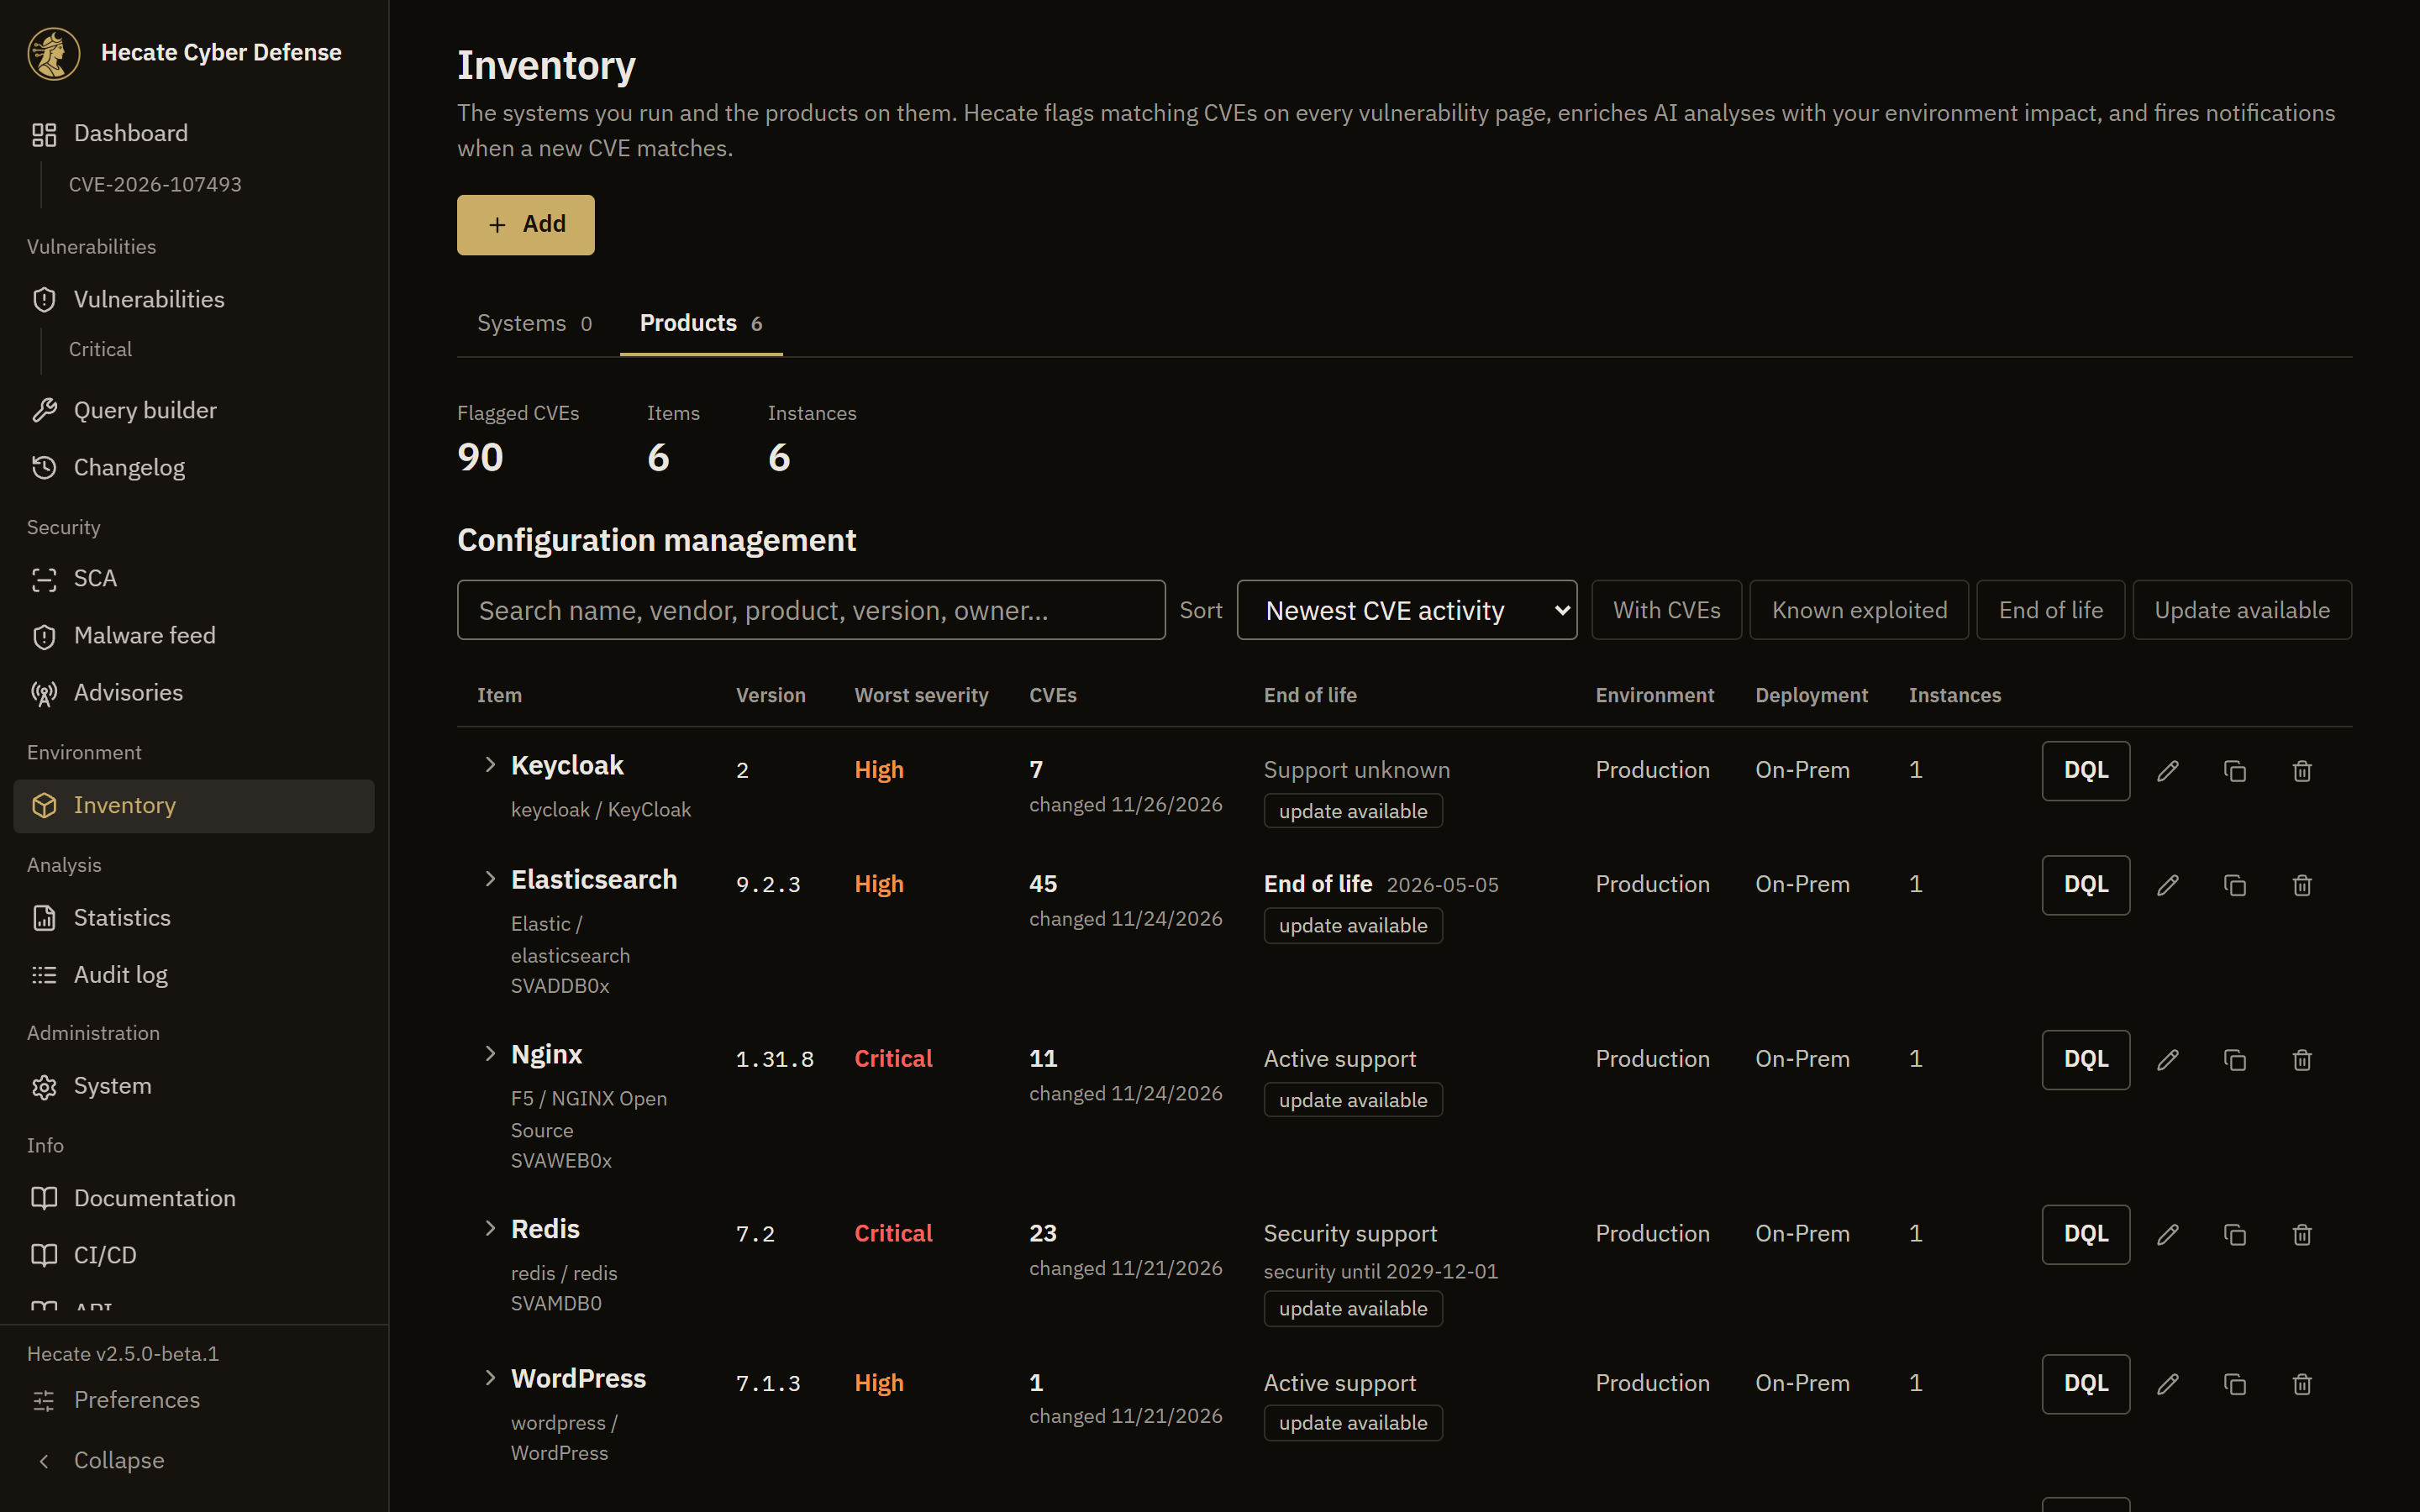 Hecate Cyber Defense
Dashboard
CVE-2026-107493
Vulnerabilities
Vulnerabilities
Critical
Query builder
Changelog
Security
SCA
Malware feed
Advisories
Environment
Inventory
Analysis
Statistics
Audit log
Administration
System
Info
Documentation
CI/CD
API
Hecate v2.5.0-beta.1
Preferences
Collapse
Inventory
The systems you run and the products on them. Hecate flags matching CVEs on every vulnerability page, enriches AI analyses with your environment impact, and fires notifications
when a new CVE matches.
Add
Systems 0 Products 6
Flagged CVEs Items Instances
90 6 6
Configuration management
Search name, vendor, product, version, owner... Sort Newest CVE activity With CVEs Known exploited End of life Update available
Item Version Worst severity CVEs End of life Environment Deployment Instances
Keycloak 2 High 7 Support unknown Production On-Prem 1 DQL
keycloak / KeyCloak changed 11/26/2026 update available
Elasticsearch 9.2.3 High 45 End of life 2026-05-05 Production On-Prem 1 DQL
Elastic / changed 11/24/2026 update available
elasticsearch
SVADDB0x
Nginx 1.31.8 Critical 11 Active support Production On-Prem 1 DQL
F5 / NGINX Open changed 11/24/2026 update available
Source
SVAWEB0x
Redis 7.2 Critical 23 Security support Production On-Prem 1 DQL
redis / redis changed 11/21/2026 security until 2029-12-01
SVAMDB0 update available
WordPress 7.1.3 High 1 Active support Production On-Prem 1 DQL
wordpress / changed 11/21/2026 update available
WordPress